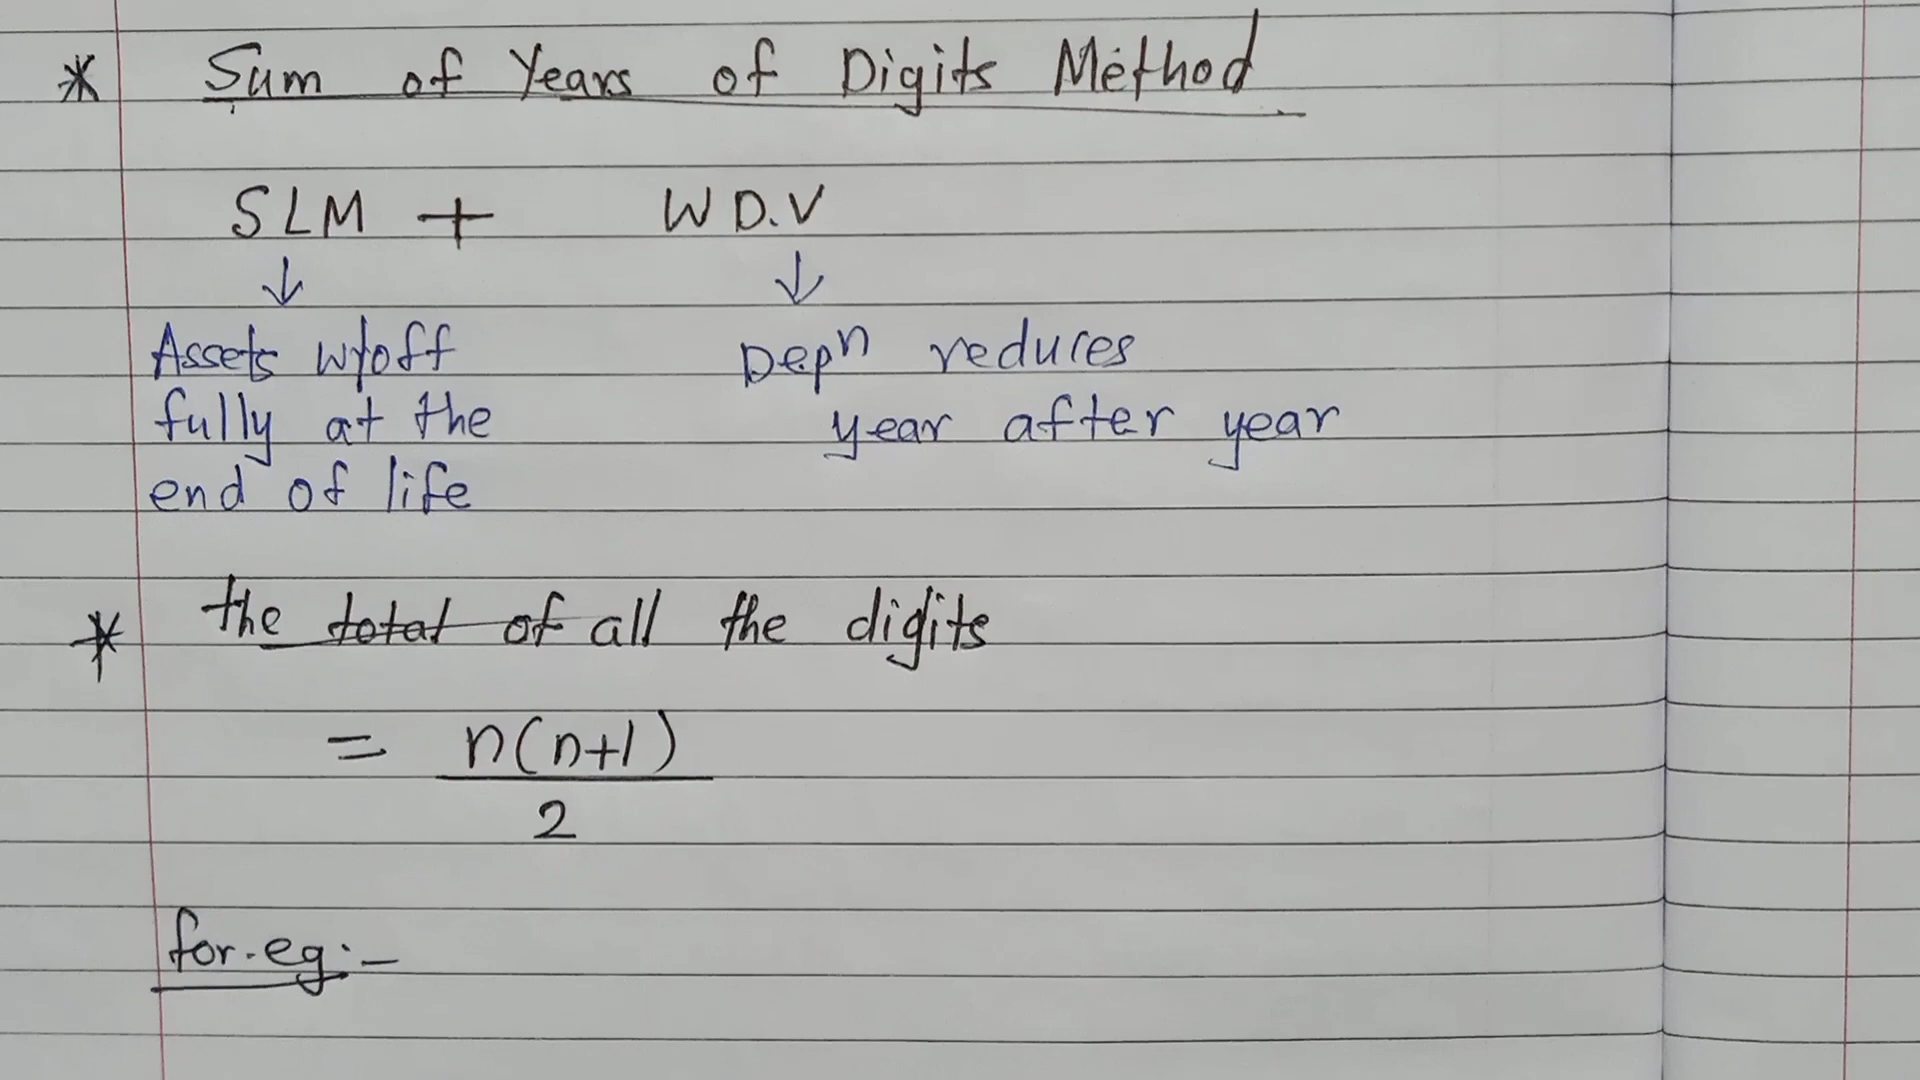 * Sum of Years of Digits Method
SLM + W D.V
↓ ↓
Assets w/off Depn reduces
fully at the year after year
end of life
* the total of all the digits
= n(n+1)
2
for.eg:-